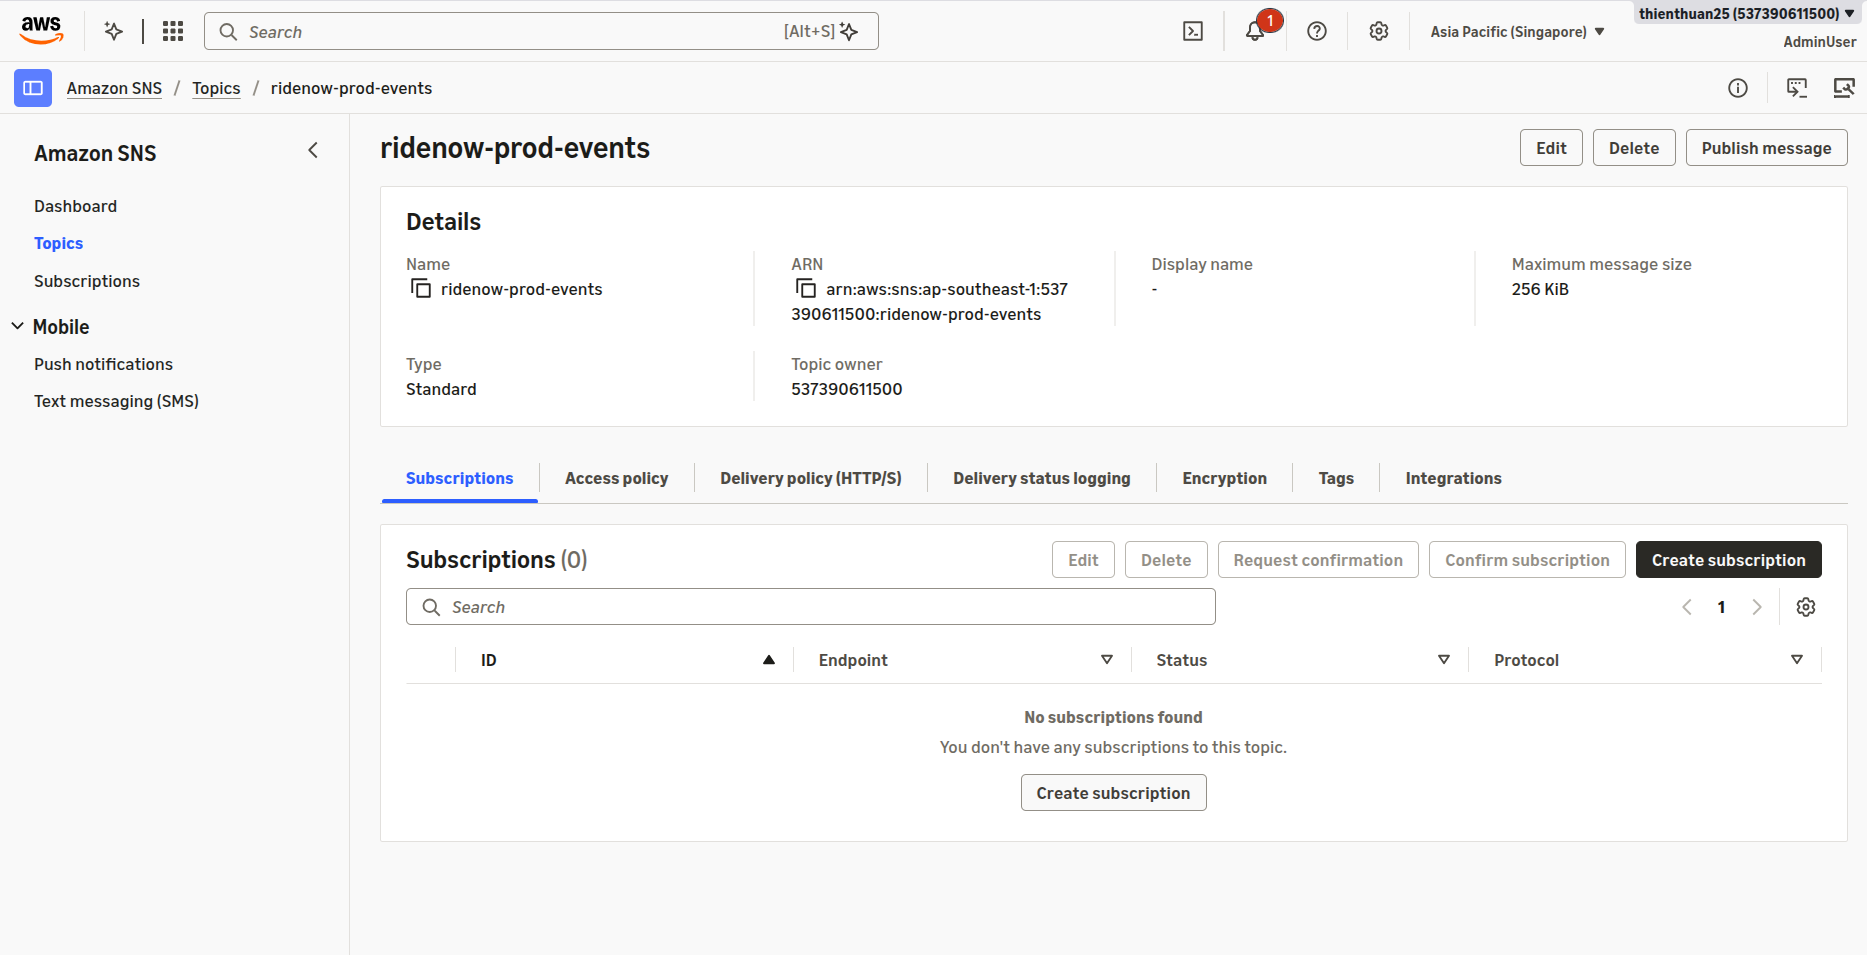 aws
Search [Alt+S]
1
Asia Pacific (Singapore)
thienthuan25 (537390611500)
AdminUser
Amazon SNS / Topics / ridenow-prod-events
Amazon SNS
Dashboard
Topics
Subscriptions
Mobile
Push notifications
Text messaging (SMS)
ridenow-prod-events
Edit
Delete
Publish message
Details
Name
ridenow-prod-events
ARN
arn:aws:sns:ap-southeast-1:537
390611500:ridenow-prod-events
Display name
-
Maximum message size
256 KiB
Type
Standard
Topic owner
537390611500
Subscriptions
Access policy
Delivery policy (HTTP/S)
Delivery status logging
Encryption
Tags
Integrations
Subscriptions (0)
Edit
Delete
Request confirmation
Confirm subscription
Create subscription
Search
1
ID
Endpoint
Status
Protocol
No subscriptions found
You don't have any subscriptions to this topic.
Create subscription